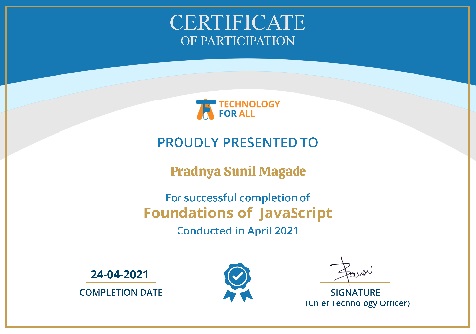 CERTIFICATE
OF PARTICIPATION
TECHNOLOGY
FOR ALL
PROUDLY PRESENTED TO
Pradnya Sunil Magade
For successful completion of
Foundations of JavaScript
Conducted in April 2021
24-04-2021
COMPLETION DATE
SIGNATURE
(Chief Technology Officer)